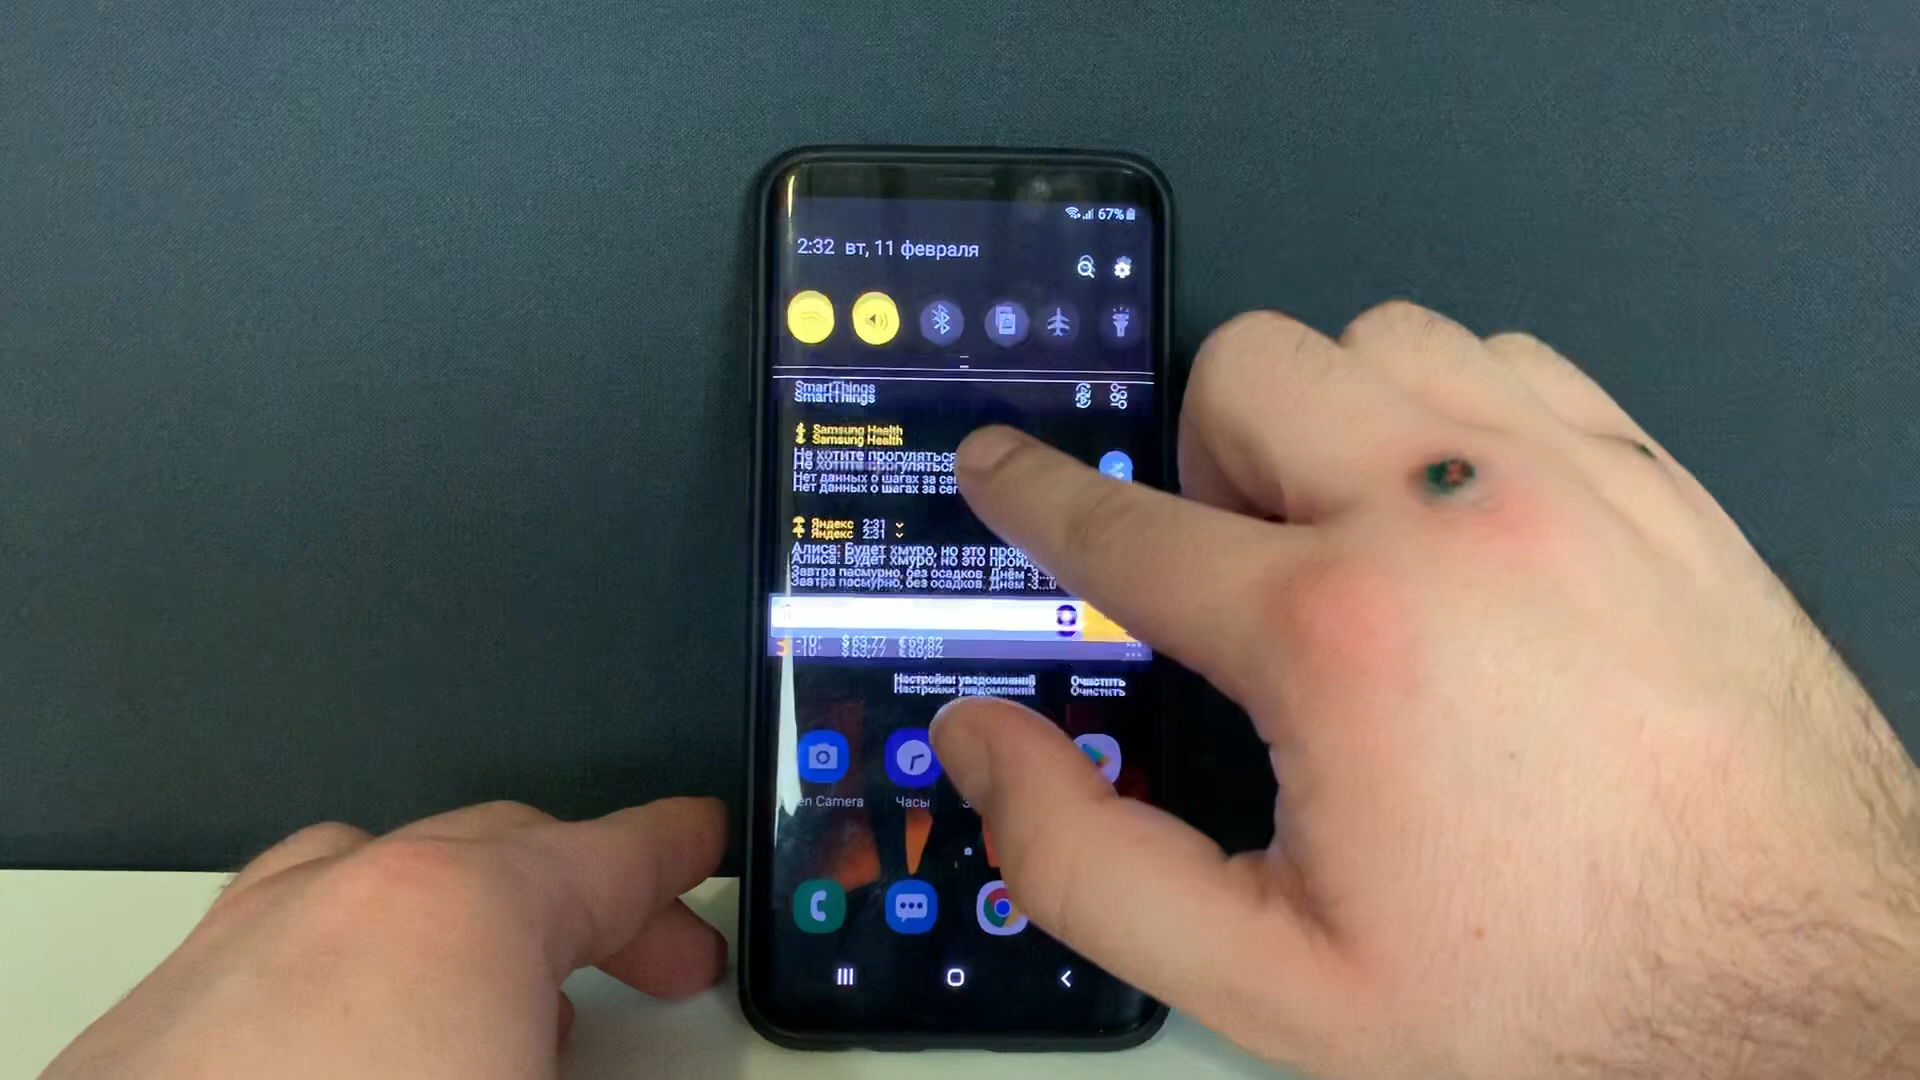 67%
2:32 вт, 11 февраля
SmartThings
Samsung Health
Не хотите прогуляться
Нет данных о шагах за
Яндекс 2:31
Алиса: Будет хмуро, но это
Завтра пасмурно, без осадков. Днём -3...
-10° $63,77 €69,82
Настройки уведомлений Очистить
en Camera Часы